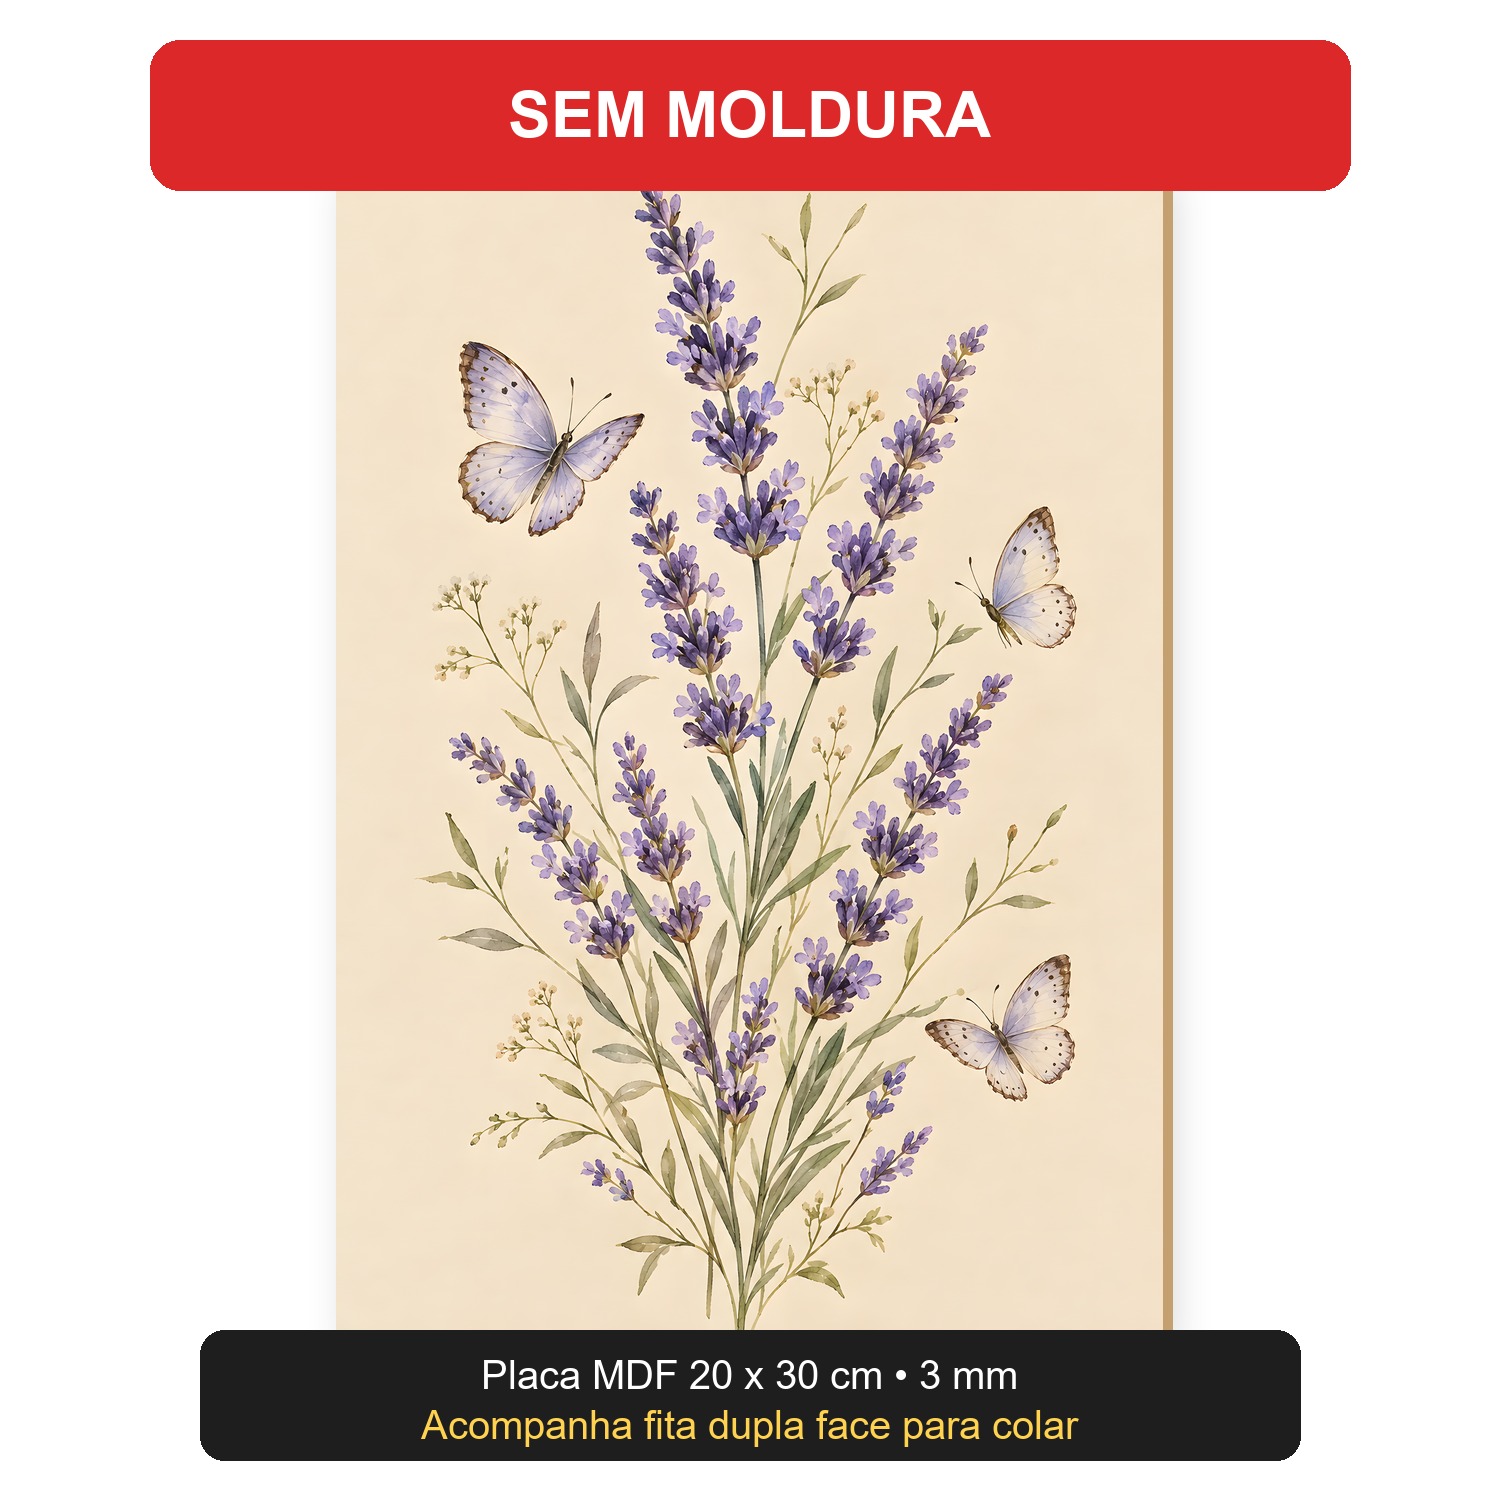 SEM MOLDURA
Placa MDF 20 x 30 cm • 3 mm
Acompanha fita dupla face para colar